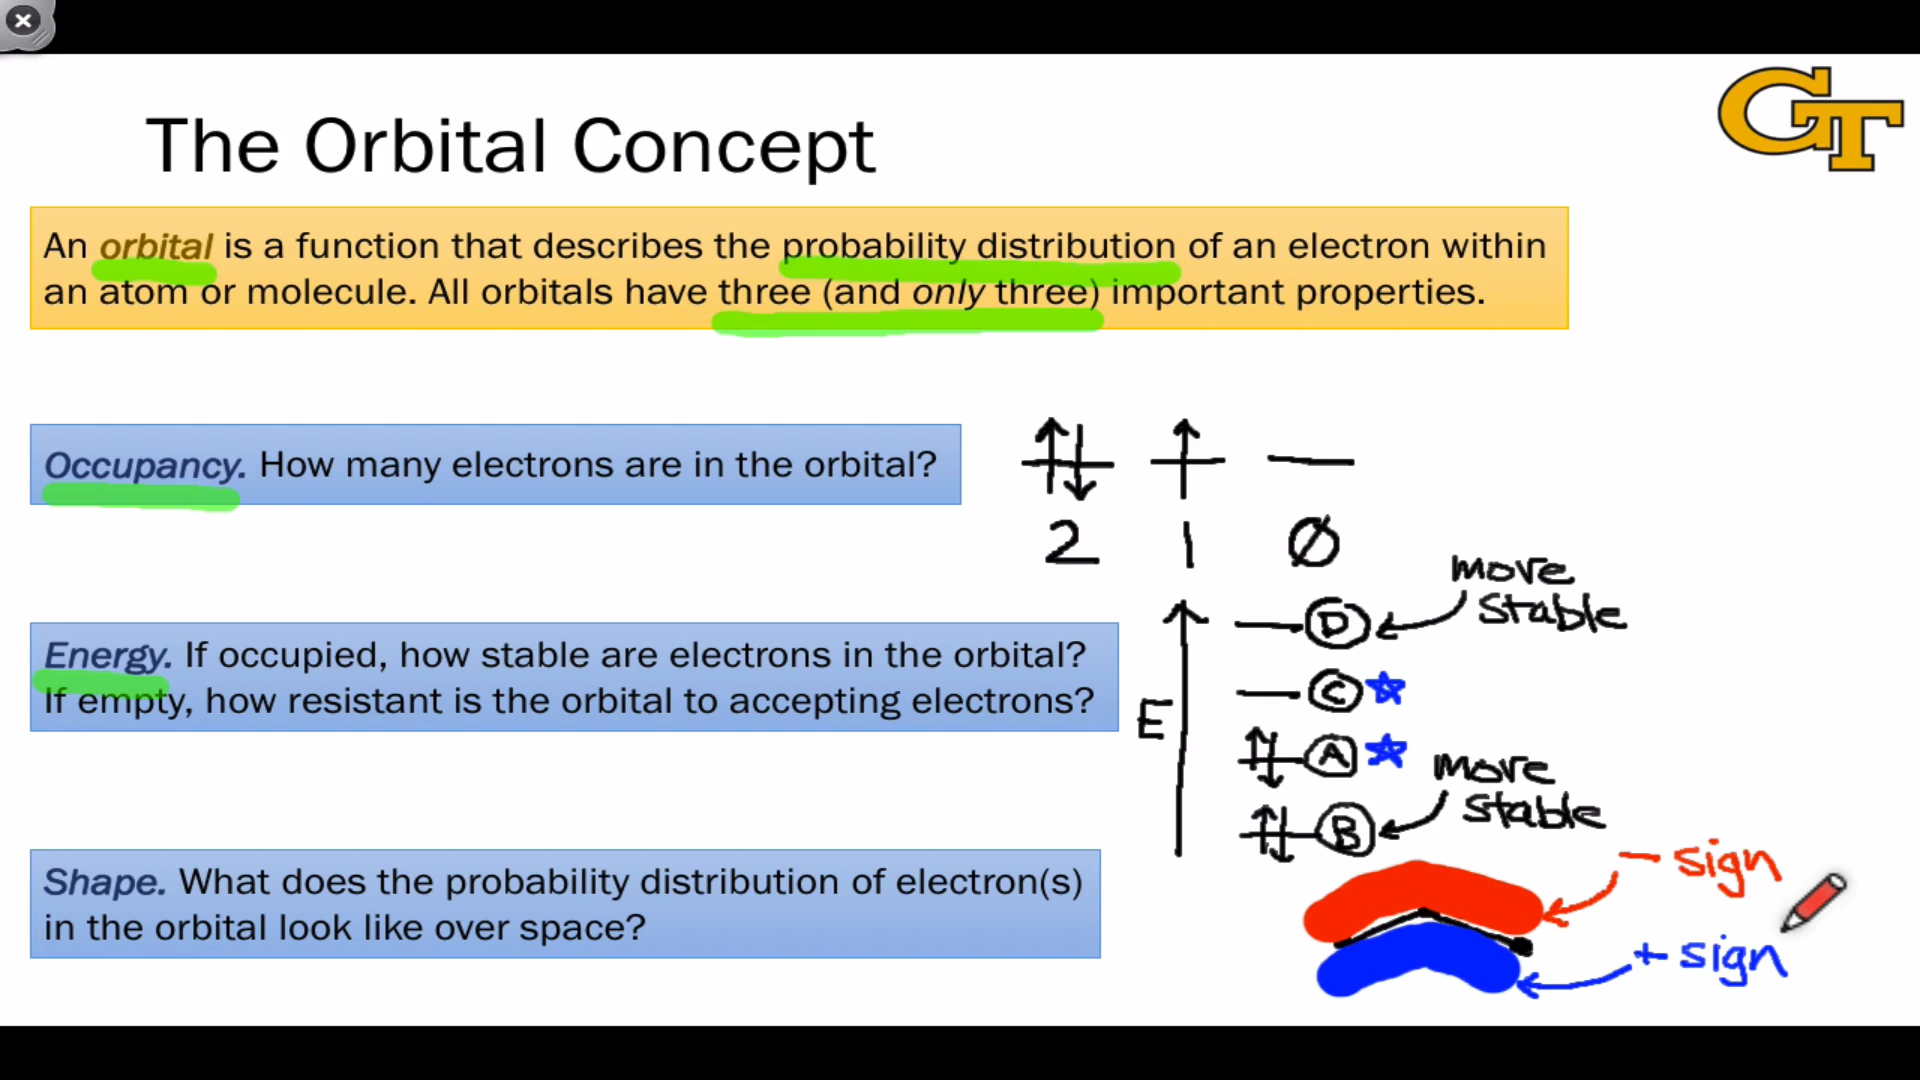 GT
The Orbital Concept
An orbital is a function that describes the probability distribution of an electron within
an atom or molecule. All orbitals have three (and only three) important properties.
Occupancy. How many electrons are in the orbital?
2 1 0
more
stable
Energy. If occupied, how stable are electrons in the orbital?
If empty, how resistant is the orbital to accepting electrons?
E
D
C
A
B
more
stable
Shape. What does the probability distribution of electron(s)
in the orbital look like over space?
- sign
+ sign